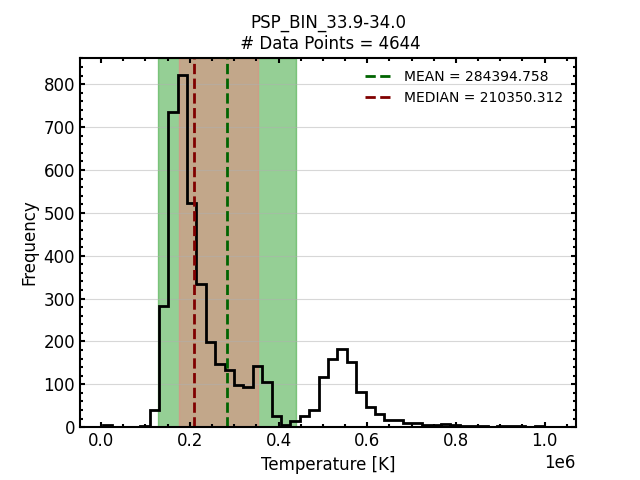 PSP_BIN_33.9-34.0
# Data Points = 4644
MEAN = 284394.758
MEDIAN = 210350.312
Frequency
800
700
600
500
400
300
200
100
0
0.0 0.2 0.4 0.6 0.8 1.0
1e6
Temperature [K]